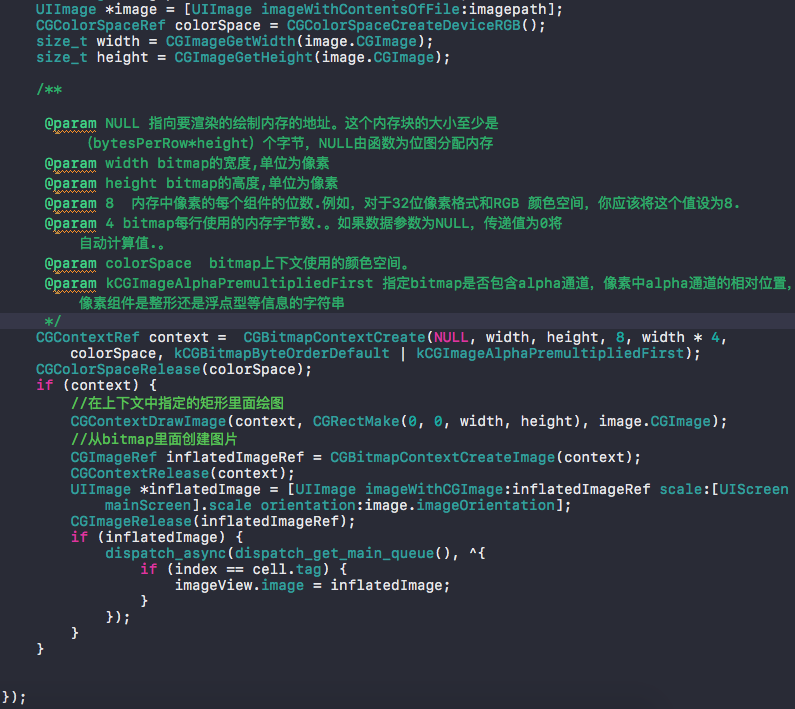 UIImage *image = [UIImage imageWithContentsOfFile:imagepath];
CGColorSpaceRef colorSpace = CGColorSpaceCreateDeviceRGB();
size_t width = CGImageGetWidth(image.CGImage);
size_t height = CGImageGetHeight(image.CGImage);
/**
@param NULL 指向要渲染的绘制内存的地址。这个内存块的大小至少是
（bytesPerRow*height）个字节，NULL由函数为位图分配内存
@param width bitmap的宽度,单位为像素
@param height bitmap的高度,单位为像素
@param 8  内存中像素的每个组件的位数.例如，对于32位像素格式和RGB 颜色空间，你应该将这个值设为8.
@param 4 bitmap每行使用的内存字节数.。如果数据参数为NULL，传递值为0将
自动计算值.。
@param colorSpace  bitmap上下文使用的颜色空间。
@param kCGImageAlphaPremultipliedFirst 指定bitmap是否包含alpha通道，像素中alpha通道的相对位置，
像素组件是整形还是浮点型等信息的字符串
*/
CGContextRef context =  CGBitmapContextCreate(NULL, width, height, 8, width * 4,
colorSpace, kCGBitmapByteOrderDefault | kCGImageAlphaPremultipliedFirst);
CGColorSpaceRelease(colorSpace);
if (context) {
//在上下文中指定的矩形里面绘图
CGContextDrawImage(context, CGRectMake(0, 0, width, height), image.CGImage);
//从bitmap里面创建图片
CGImageRef inflatedImageRef = CGBitmapContextCreateImage(context);
CGContextRelease(context);
UIImage *inflatedImage = [UIImage imageWithCGImage:inflatedImageRef scale:[UIScreen
mainScreen].scale orientation:image.imageOrientation];
CGImageRelease(inflatedImageRef);
if (inflatedImage) {
dispatch_async(dispatch_get_main_queue(), ^{
if (index == cell.tag) {
imageView.image = inflatedImage;
}
});
}
}
});